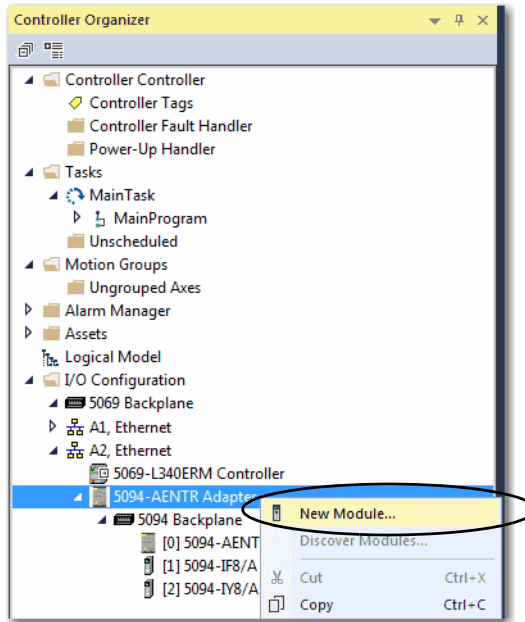 Controller Organizer
Controller Controller
Controller Tags
Controller Fault Handler
Power-Up Handler
Tasks
MainTask
MainProgram
Unscheduled
Motion Groups
Ungrouped Axes
Alarm Manager
Assets
Logical Model
I/O Configuration
5069 Backplane
A1, Ethernet
A2, Ethernet
5069-L340ERM Controller
5094-AENTR Adapter
New Module...
5094 Backplane
Discover Modules...
[0] 5094-AENT
[1] 5094-IF8/A
Cut Ctrl+X
[2] 5094-IY8/A
Copy Ctrl+C